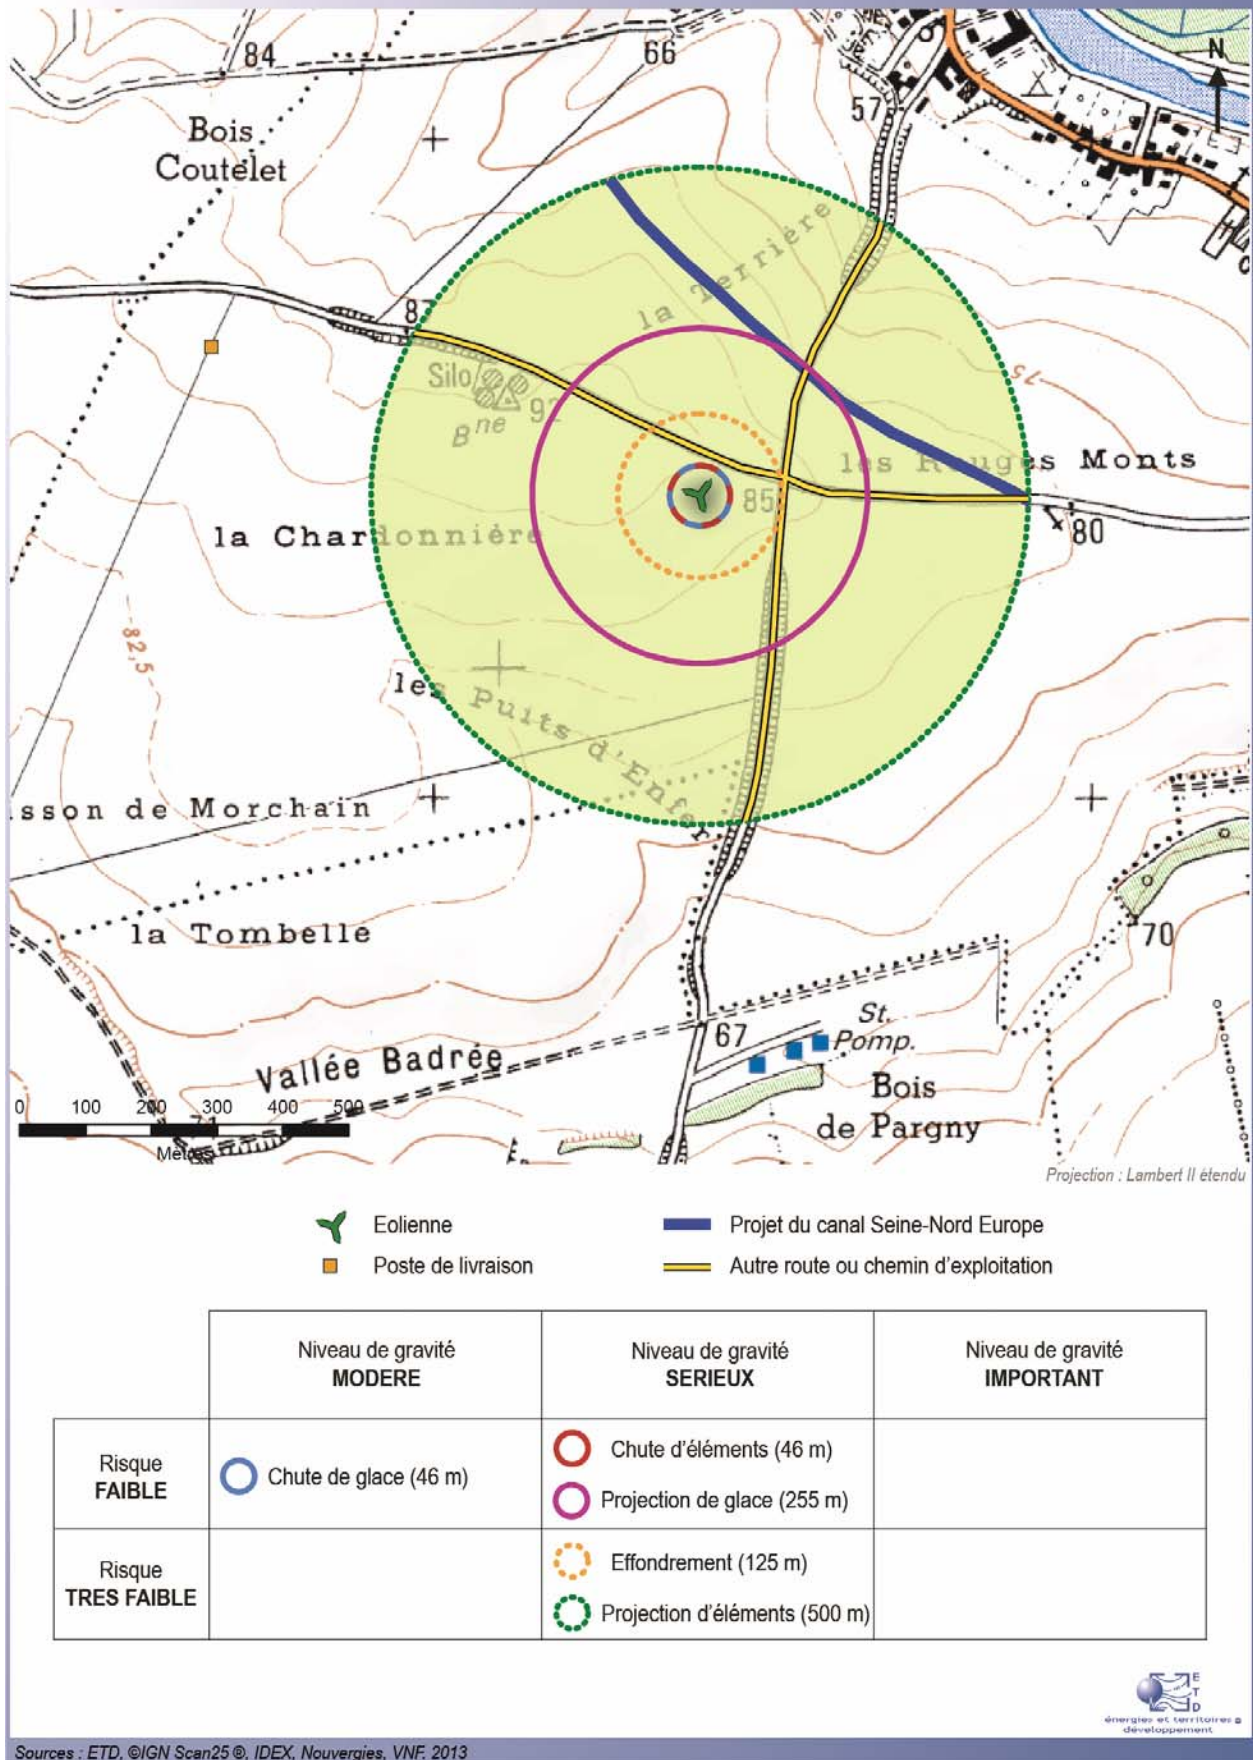 N
84
66
57
Bois
Coutelet
la Terrière
87
Silo
Bne
92
75
les Rouges Monts
85
80
la Chardonnière
82,5
les Puits d'Enfer
isson de Morchain
la Tombelle
70
St.
Pomp.
67
Vallée Badrée
Bois
de Pargny
0 100 200 300 400 500
Mètres
Projection : Lambert II étendu
Eolienne
Projet du canal Seine-Nord Europe
Poste de livraison
Autre route ou chemin d'exploitation
Niveau de gravité
MODERE
Niveau de gravité
SERIEUX
Niveau de gravité
IMPORTANT
Risque
FAIBLE
Chute de glace (46 m)
Chute d'éléments (46 m)
Projection de glace (255 m)
Risque
TRES FAIBLE
Effondrement (125 m)
Projection d'éléments (500 m)
E
T
D
énergies et territoires
développement
Sources : ETD, ©IGN Scan25 ®, IDEX, Nouvergies, VNF, 2013